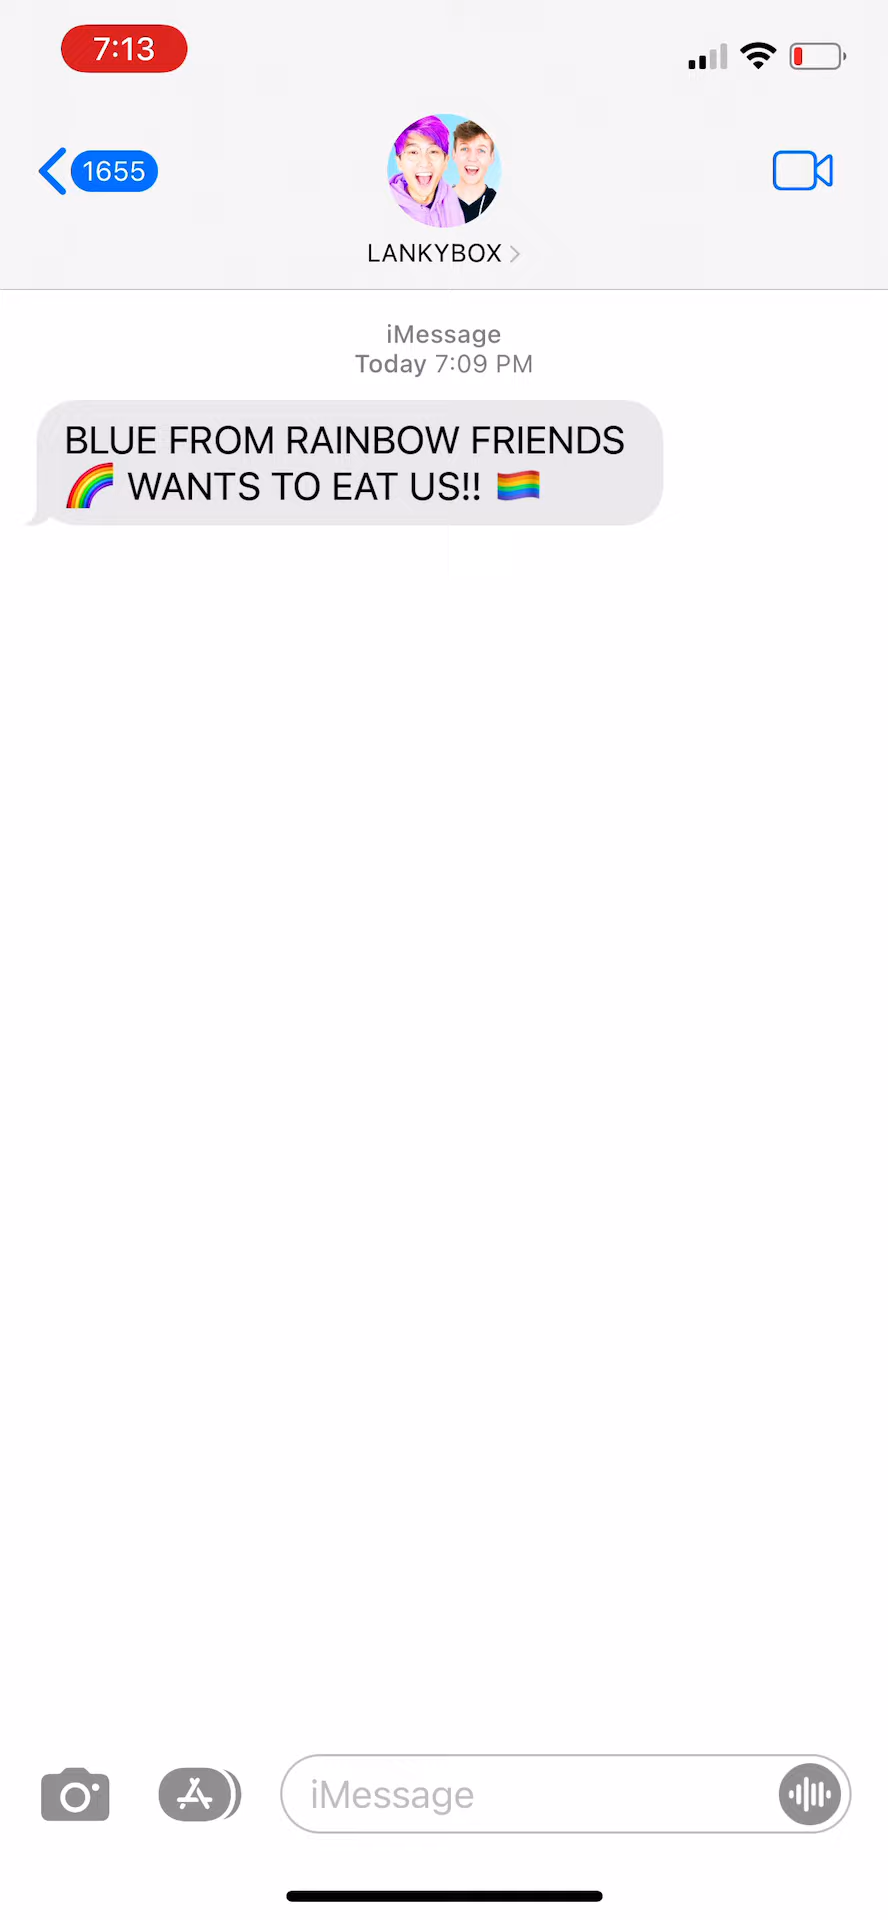 7:13
1655
LANKYBOX
iMessage
Today 7:09 PM
BLUE FROM RAINBOW FRIENDS
🌈 WANTS TO EAT US!! 🏳️‍🌈
iMessage